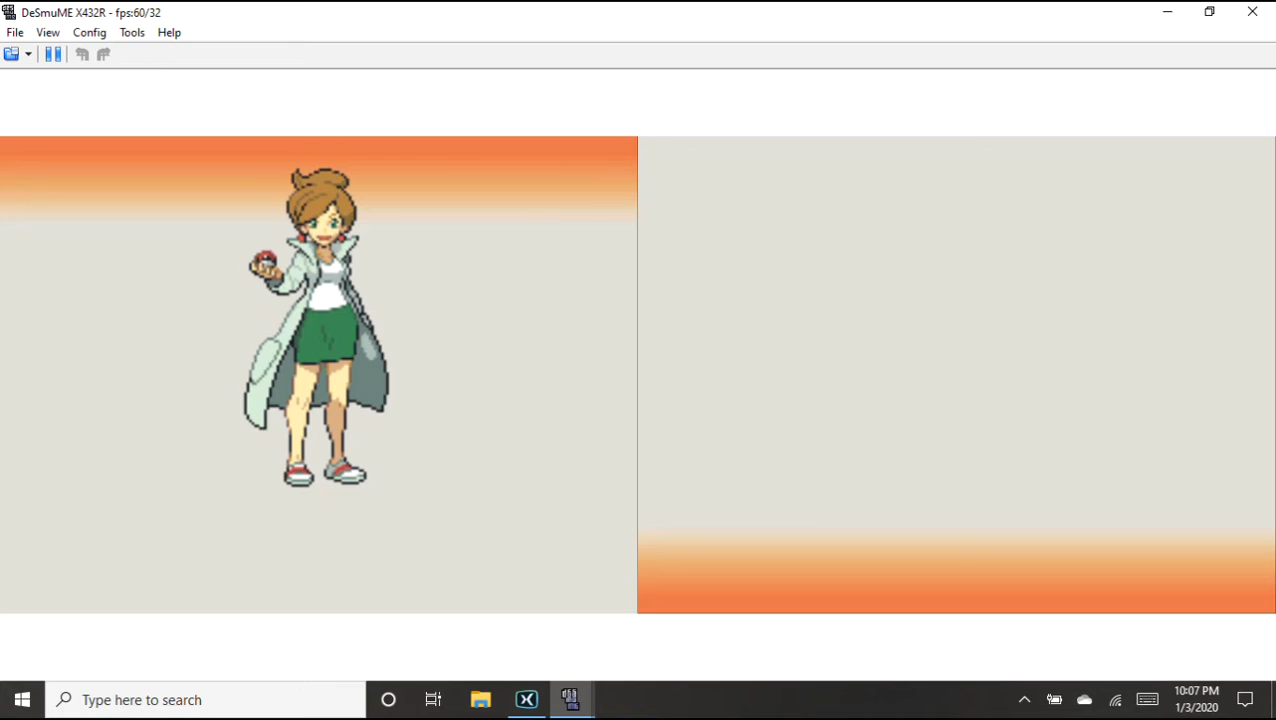 DeSmuME X432R - fps:60/32
File View Config Tools Help
Type here to search
10:07 PM
1/3/2020